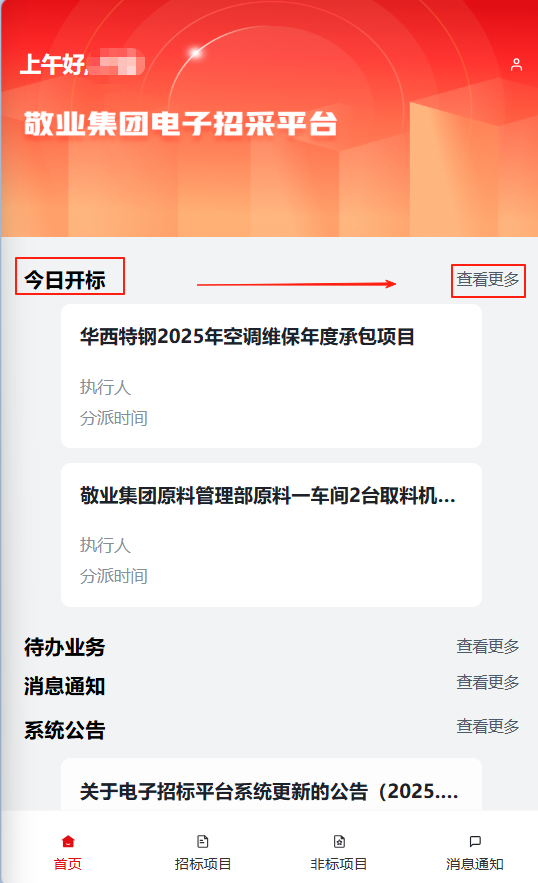 上午好,
敬业集团电子招采平台
今日开标 查看更多
华西特钢2025年空调维保年度承包项目
执行人
分派时间
敬业集团原料管理部原料一车间2台取料机...
执行人
分派时间
待办业务 查看更多
消息通知 查看更多
系统公告 查看更多
关于电子招标平台系统更新的公告（2025....
首页 招标项目 非标项目 消息通知